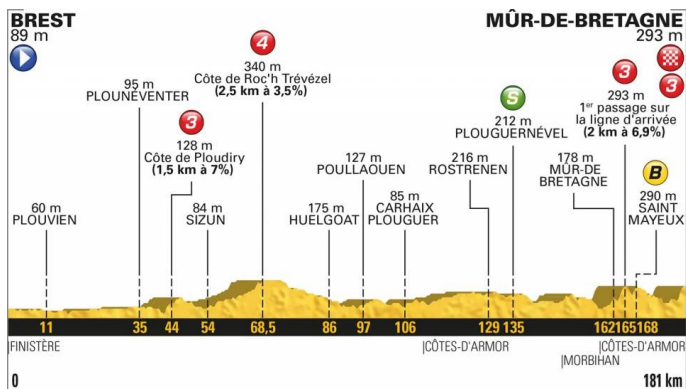 BREST
89 m
MÛR-DE-BRETAGNE
293 m
4
340 m
Côte de Roc'h Trévézel
(2,5 km à 3,5%)
95 m
PLOUNÉVENTER
3
128 m
Côte de Ploudiry
(1,5 km à 7%)
S
212 m
PLOUGUERNÉVEL
3
3
293 m
1er passage sur
la ligne d'arrivée
(2 km à 6,9%)
60 m
PLOUVIEN
84 m
SIZUN
175 m
HUELGOAT
127 m
POULLAOUEN
85 m
CARHAIX
PLOUGUER
216 m
ROSTRENEN
178 m
MÛR-DE
BRETAGNE
B
290 m
SAINT
MAYEUX
11 35 44 54 68,5 86 97 106 129 135 162 165 168
FINISTÈRE
CÔTES-D'ARMOR
MORBIHAN
CÔTES-D'ARMOR
0
181 km